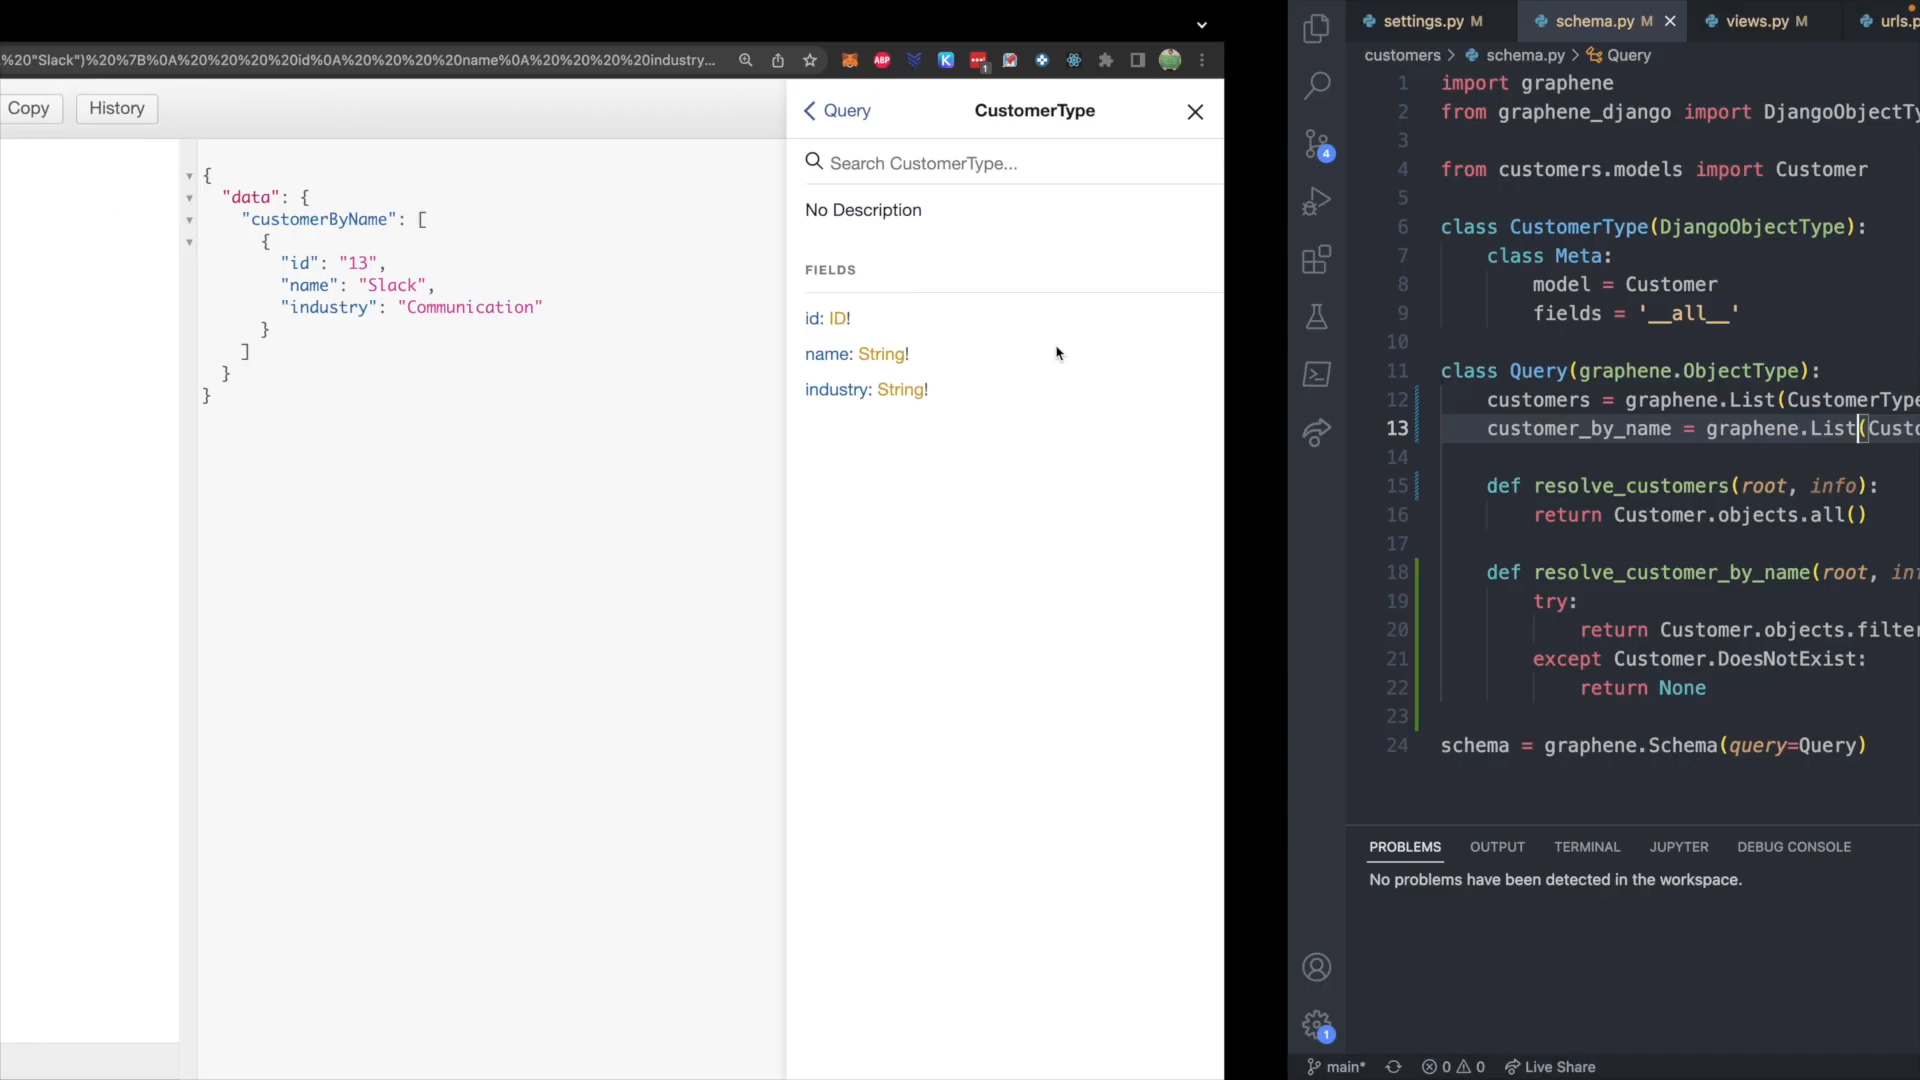 %20"Slack")%20%7B%0A%20%20%20%20id%0A%20%20%20%20name%0A%20%20%20%20industry...
ABP
K
1
Copy
History
{
"data": {
"customerByName": [
{
"id": "13",
"name": "Slack",
"industry": "Communication"
}
]
}
}
Query
CustomerType
Search CustomerType...
No Description
FIELDS
id: ID!
name: String!
industry: String!
settings.py M
schema.py M
views.py M
urls.p
customers > schema.py > Query
1 import graphene
2 from graphene_django import DjangoObjectTy
3
4 from customers.models import Customer
5
6 class CustomerType(DjangoObjectType):
7 class Meta:
8 model = Customer
9 fields = '__all__'
10
11 class Query(graphene.ObjectType):
12 customers = graphene.List(CustomerType
13 customer_by_name = graphene.List(Custo
14
15 def resolve_customers(root, info):
16 return Customer.objects.all()
17
18 def resolve_customer_by_name(root, inf
19 try:
20 return Customer.objects.filter
21 except Customer.DoesNotExist:
22 return None
23
24 schema = graphene.Schema(query=Query)
4
1
PROBLEMS
OUTPUT
TERMINAL
JUPYTER
DEBUG CONSOLE
No problems have been detected in the workspace.
main*
0
0
Live Share